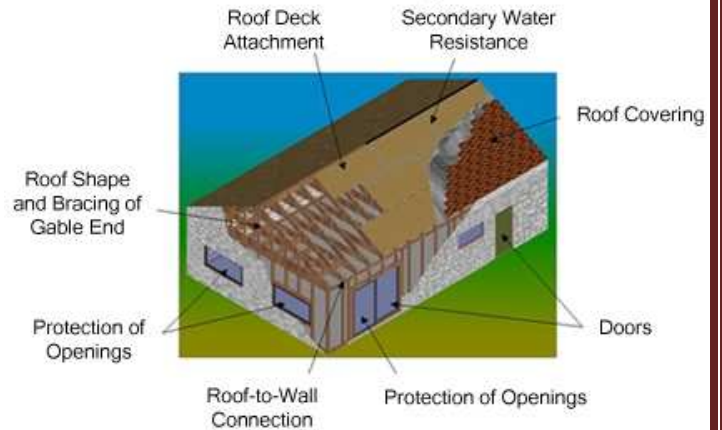 Roof Deck
Attachment
Secondary Water
Resistance
Roof Covering
Roof Shape
and Bracing of
Gable End
Protection of
Openings
Doors
Roof-to-Wall
Connection
Protection of Openings